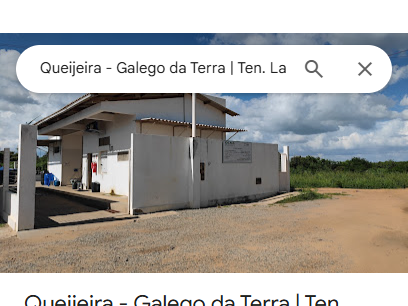 Queijeira - Galego da Terra | Ten. La
Queijeira - Galego da Terra | Ten.